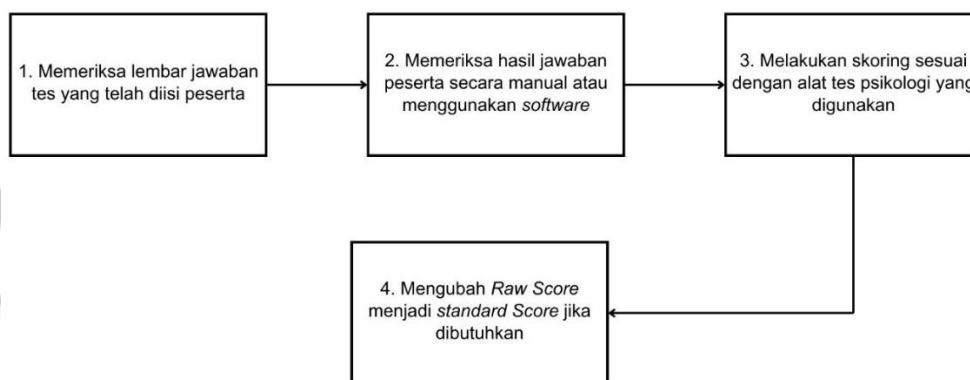 1. Memeriksa lembar jawaban
tes yang telah diisi peserta
2. Memeriksa hasil jawaban
peserta secara manual atau
menggunakan software
3. Melakukan skoring sesuai
dengan alat tes psikologi yang
digunakan
4. Mengubah Raw Score
menjadi standard Score jika
dibutuhkan